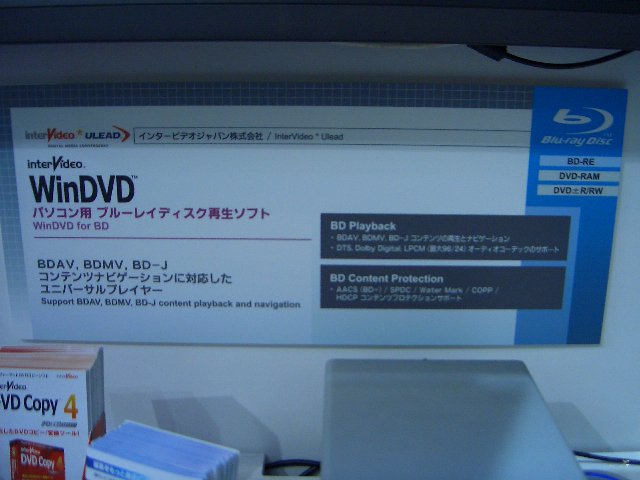 InterVideo ULEAD
DIGITAL MEDIA CONVERGENCE
インタービデオジャパン株式会社 / InterVideo * Ulead
Blu-ray Disc
BD-RE
DVD-RAM
DVD±R/RW
InterVideo
WinDVD™
パソコン用 ブルーレイディスク再生ソフト
WinDVD for BD
BDAV, BDMV, BD-J
コンテンツナビゲーションに対応した
ユニバーサルプレイヤー
Support BDAV, BDMV, BD-J content playback and navigation
BD Playback
・BDAV, BDMV, BD-J コンテンツの再生とナビゲーション
・DTS, Dolby Digital, LPCM (最大96/24) オーディオコーデックのサポート
BD Content Protection
・AACS (BD+) / SPDC / Watter Mark / COPP /
HDCP コンテンツプロテクションサポート
VD Copy 4
InterVideo
DVD Copy